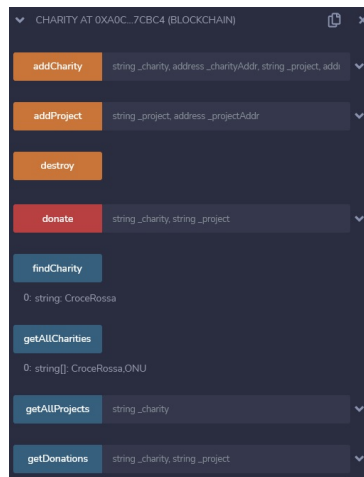 CHARITY AT 0XA0C...7CBC4 (BLOCKCHAIN)
addCharity string _charity, address _charityAddr, string _project, addr
addProject string _project, address _projectAddr
destroy
donate string _charity, string _project
findCharity
0: string: CroceRossa
getAllCharities
0: string[]: CroceRossa,ONU
getAllProjects string _charity
getDonations string _charity, string _project